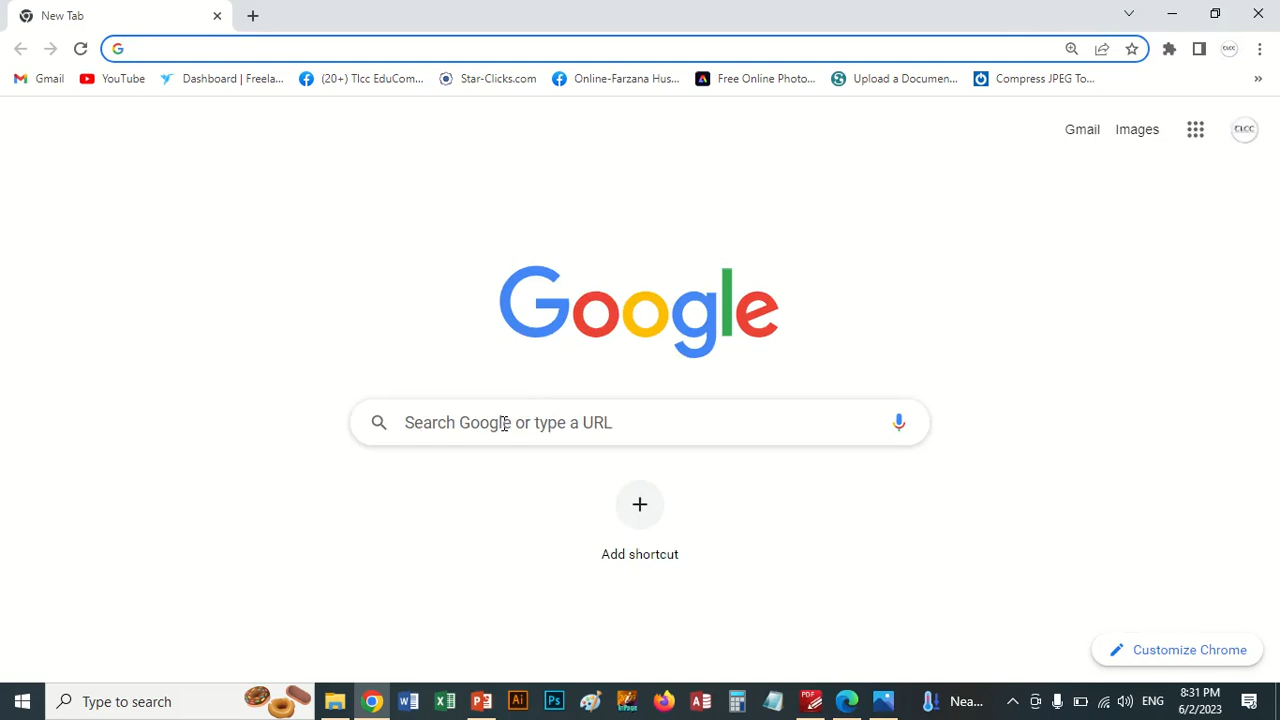 New Tab
Gmail YouTube Dashboard | Freela... (20+) Tlcc EduCom... Star-Clicks.com Online-Farzana Hus... Free Online Photo... Upload a Documen... Compress JPEG To... »
Gmail Images CLCC
Google
Search Google or type a URL
Add shortcut
Customize Chrome
Type to search Nea... ENG 8:31 PM
6/2/2023